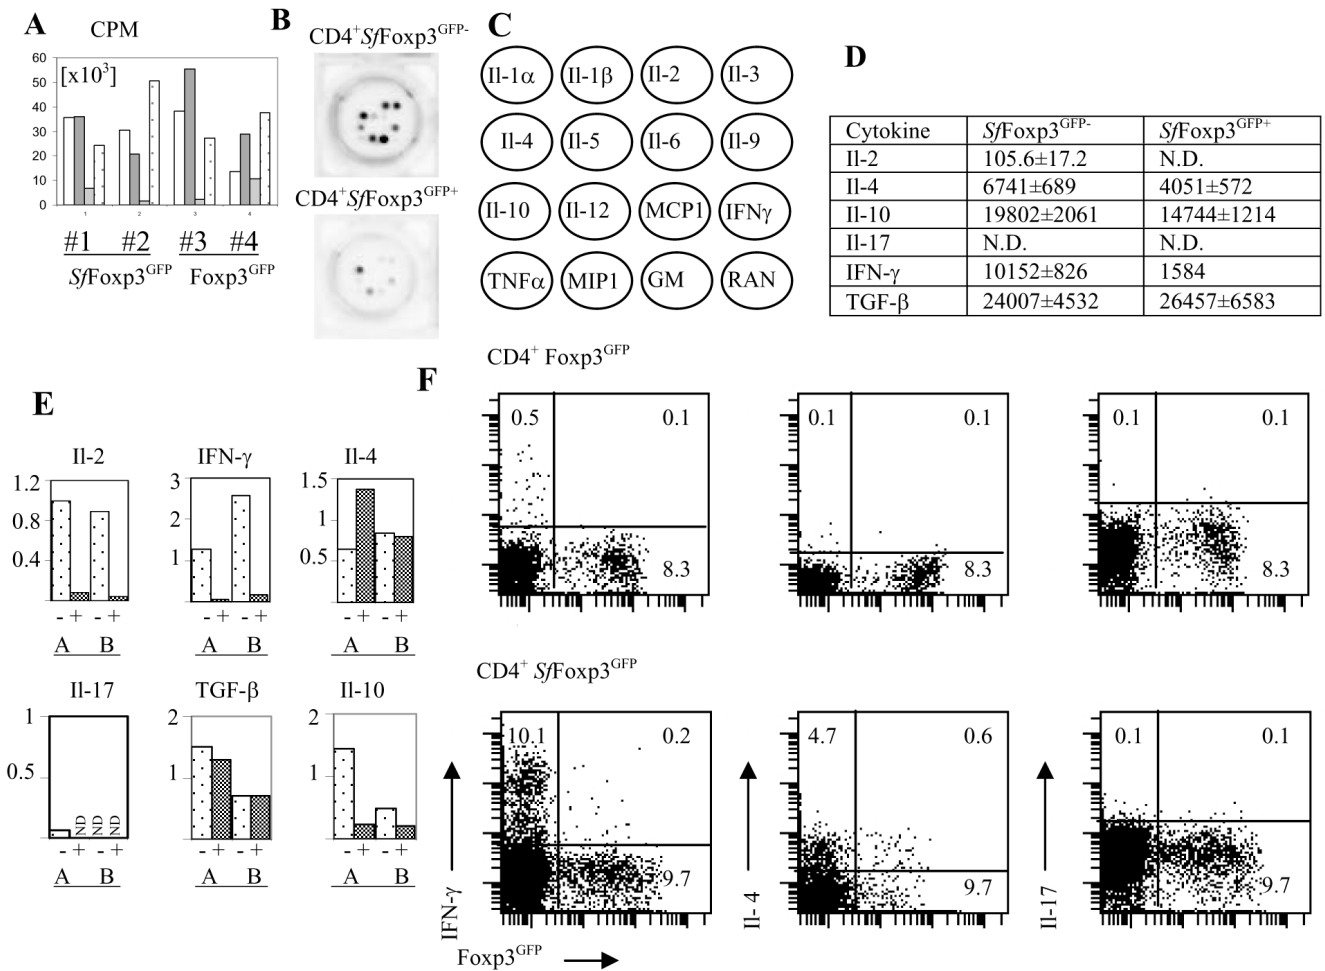 A
CPM
[x10³]
60
50
40
30
20
10
0
1 2 3 4
#1 #2 #3 #4
SfFoxp3GFP Foxp3GFP
B
CD4+SfFoxp3GFP-
CD4+SfFoxp3GFP+
C
Il-1α Il-1β Il-2 Il-3
Il-4 Il-5 Il-6 Il-9
Il-10 Il-12 MCP1 IFNγ
TNFα MIP1 GM RAN
D
Cytokine SfFoxp3GFP- SfFoxp3GFP+
Il-2 105.6±17.2 N.D.
Il-4 6741±689 4051±572
Il-10 19802±2061 14744±1214
Il-17 N.D. N.D.
IFN-γ 10152±826 1584
TGF-β 24007±4532 26457±6583
E
Il-2
1.2
0.8
0.4
- + - +
A B
IFN-γ
3
2
1
- + - +
A B
Il-4
1.5
1
0.5
- + - +
A B
Il-17
1
0.5
ND ND ND
- + - +
A B
TGF-β
2
1
- + - +
A B
Il-10
2
1
- + - +
A B
F
CD4+ Foxp3GFP
0.5 0.1
8.3
0.1 0.1
8.3
0.1 0.1
8.3
CD4+ SfFoxp3GFP
10.1 0.2
9.7
4.7 0.6
9.7
0.1 0.1
9.7
IFN-γ
Il- 4
Il-17
Foxp3GFP